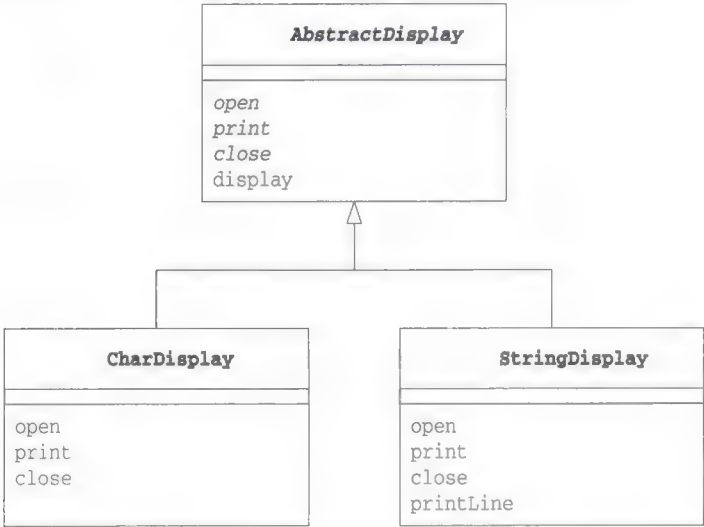 AbstractDisplay
open
print
close
display
CharDisplay
open
print
close
StringDisplay
open
print
close
printLine